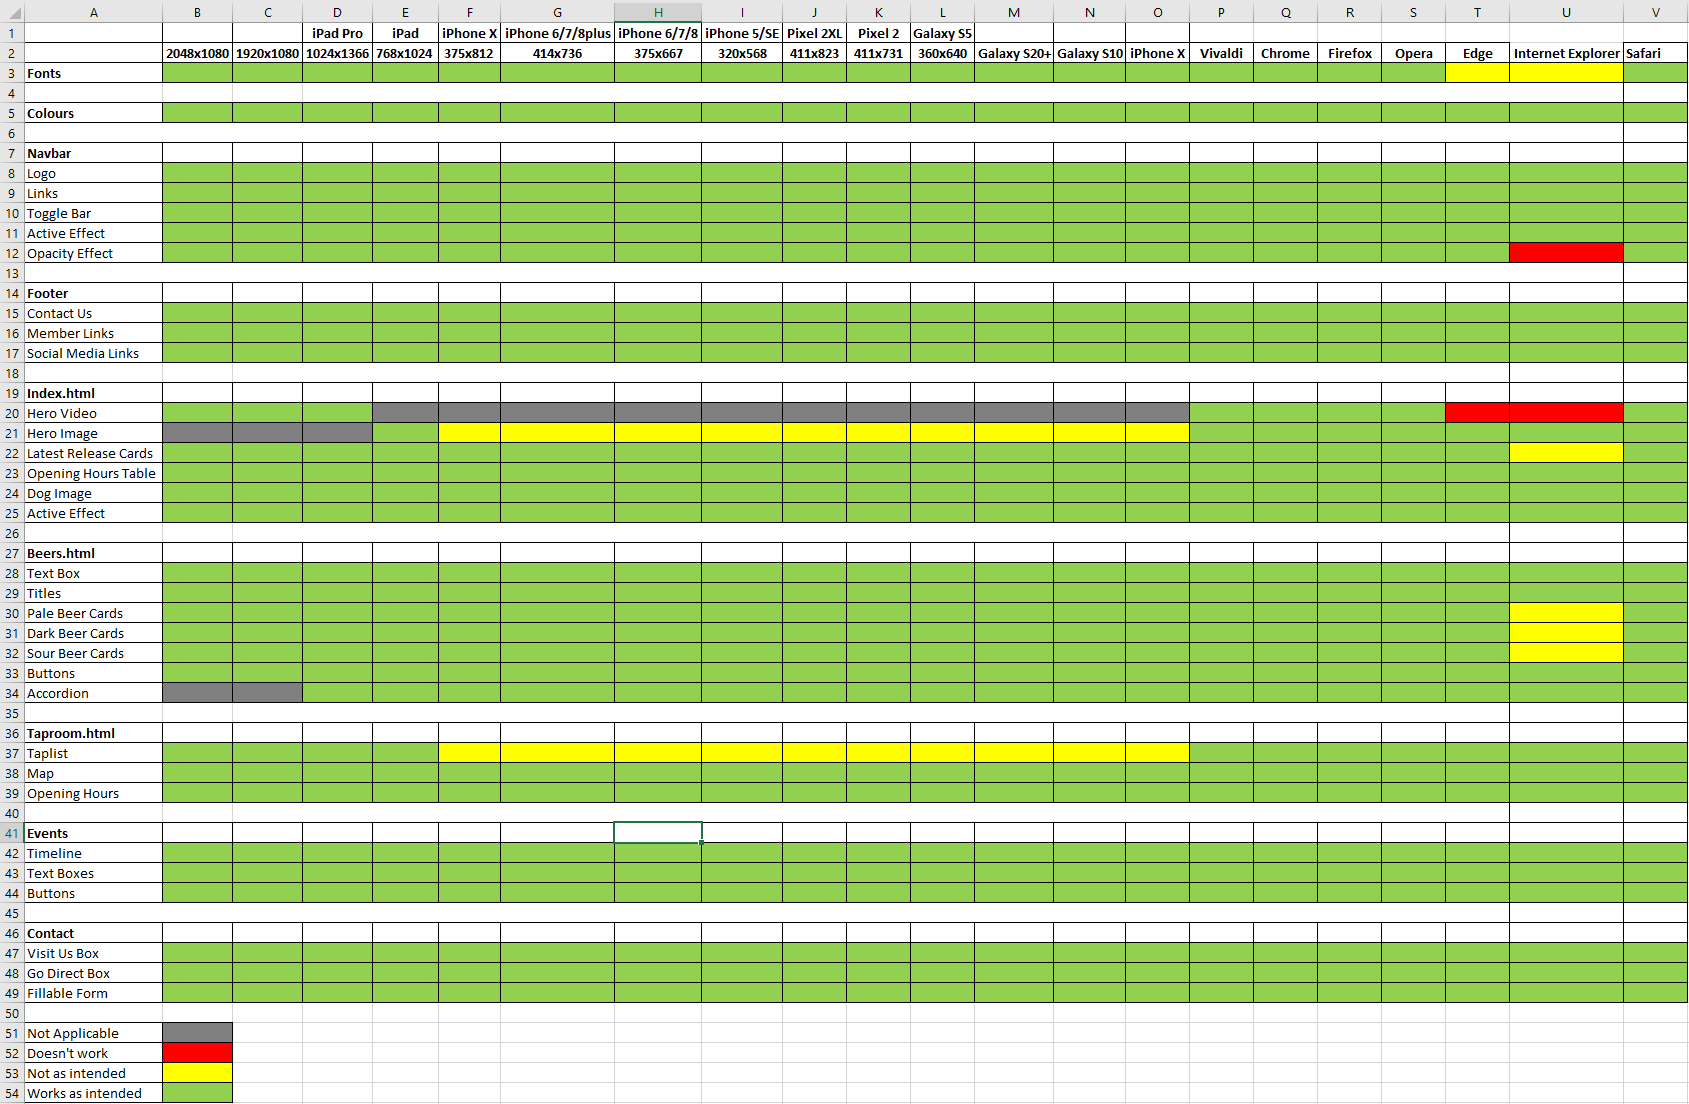 A B C D E F G H I J K L M N O P Q R S T U V
1 iPad Pro iPad iPhone X iPhone 6/7/8plus iPhone 6/7/8 iPhone 5/SE Pixel 2XL Pixel 2 Galaxy S5
2 2048x1080 1920x1080 1024x1366 768x1024 375x812 414x736 375x667 320x568 411x823 411x731 360x640 Galaxy S20+ Galaxy S10 iPhone X Vivaldi Chrome Firefox Opera Edge Internet Explorer Safari
3 Fonts
4
5 Colours
6
7 Navbar
8 Logo
9 Links
10 Toggle Bar
11 Active Effect
12 Opacity Effect
13
14 Footer
15 Contact Us
16 Member Links
17 Social Media Links
18
19 Index.html
20 Hero Video
21 Hero Image
22 Latest Release Cards
23 Opening Hours Table
24 Dog Image
25 Active Effect
26
27 Beers.html
28 Text Box
29 Titles
30 Pale Beer Cards
31 Dark Beer Cards
32 Sour Beer Cards
33 Buttons
34 Accordion
35
36 Taproom.html
37 Taplist
38 Map
39 Opening Hours
40
41 Events
42 Timeline
43 Text Boxes
44 Buttons
45
46 Contact
47 Visit Us Box
48 Go Direct Box
49 Fillable Form
50
51 Not Applicable
52 Doesn't work
53 Not as intended
54 Works as intended